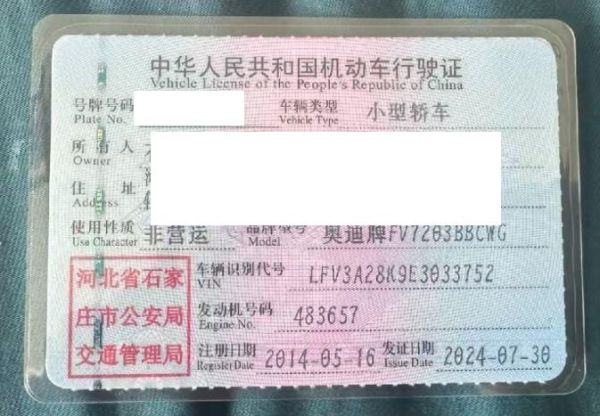 中华人民共和国机动车行驶证
Vehicle License of the People's Republic of China
号牌号码 车辆类型 小型轿车
Plate No. Vehicle Type
所有人
Owner
住址
Address
使用性质 非营运 品牌型号 奥迪牌FV7203BBCWG
Use Character Model
河北省石家
庄市公安局
交通管理局
车辆识别代号 LFV3A28K9E3033752
VIN
发动机号码 483657
Engine No.
注册日期 2014-05-16 发证日期 2024-07-30
Register Date Issue Date